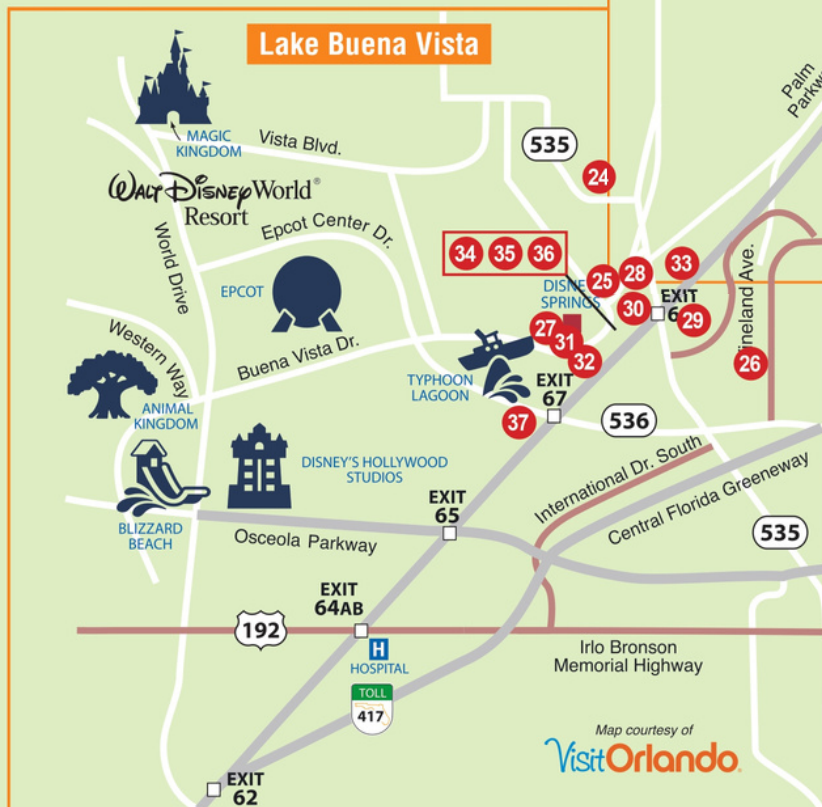 Lake Buena Vista
Palm
MAGIC
KINGDOM
Vista Blvd.
535
24
Walt Disney World®
Resort
Epcot Center Dr.
World Drive
34 35 36
33
28
25
EPCOT
SPRINGS
30
EXIT
29
27
31
32
26
Western Way
Buena Vista Dr.
TYPHOON
LAGOON
EXIT
67
37
536
ANIMAL
KINGDOM
DISNEY'S HOLLYWOOD
STUDIOS
International Dr. South
Central Florida Greeneway
BLIZZARD
BEACH
EXIT
65
Osceola Parkway
535
EXIT
64AB
192
H
HOSPITAL
Irlo Bronson
Memorial Highway
TOLL
417
Map courtesy of
VisitOrlando.
EXIT
62